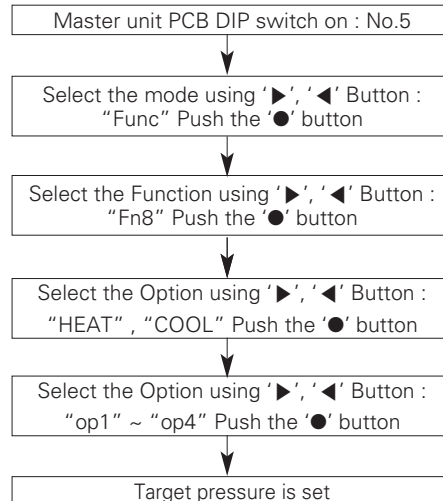 Master unit PCB DIP switch on : No.5
Select the mode using ‘▶’, ‘◀’ Button :
“Func” Push the ‘●’ button
Select the Function using ‘▶’, ‘◀’ Button :
“Fn8” Push the ‘●’ button
Select the Option using ‘▶’, ‘◀’ Button :
“HEAT” , “COOL” Push the ‘●’ button
Select the Option using ‘▶’, ‘◀’ Button :
“op1” ~ “op4” Push the ‘●’ button
Target pressure is set